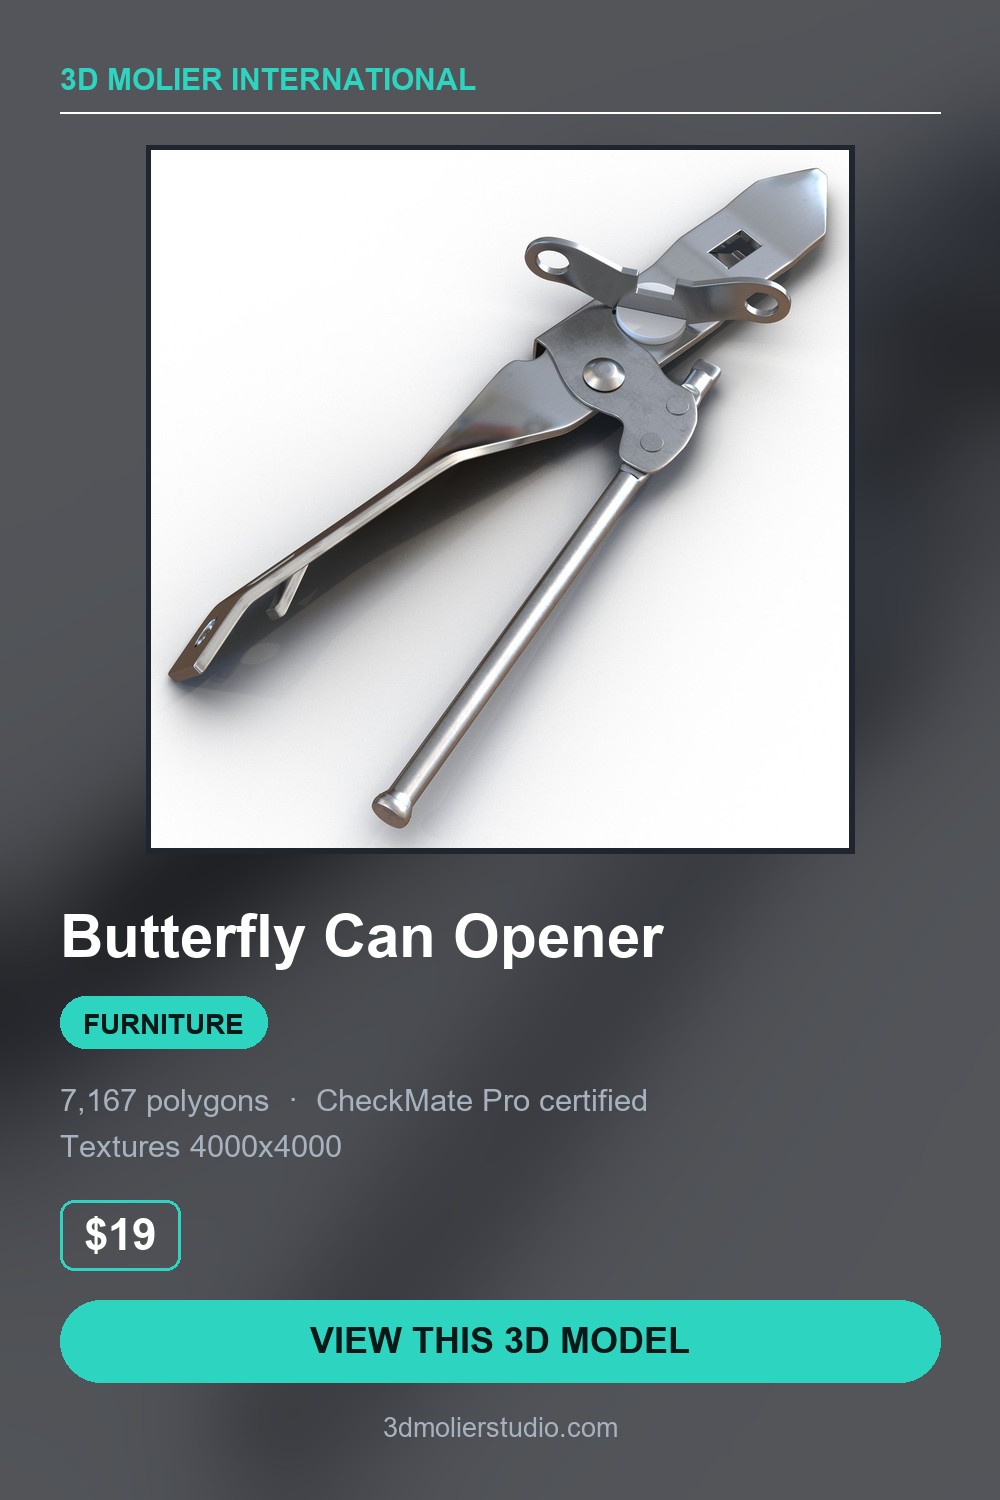 3D MOLIER INTERNATIONAL
Butterfly Can Opener
FURNITURE
7,167 polygons · CheckMate Pro certified
Textures 4000x4000
$19
VIEW THIS 3D MODEL
3dmolierstudio.com